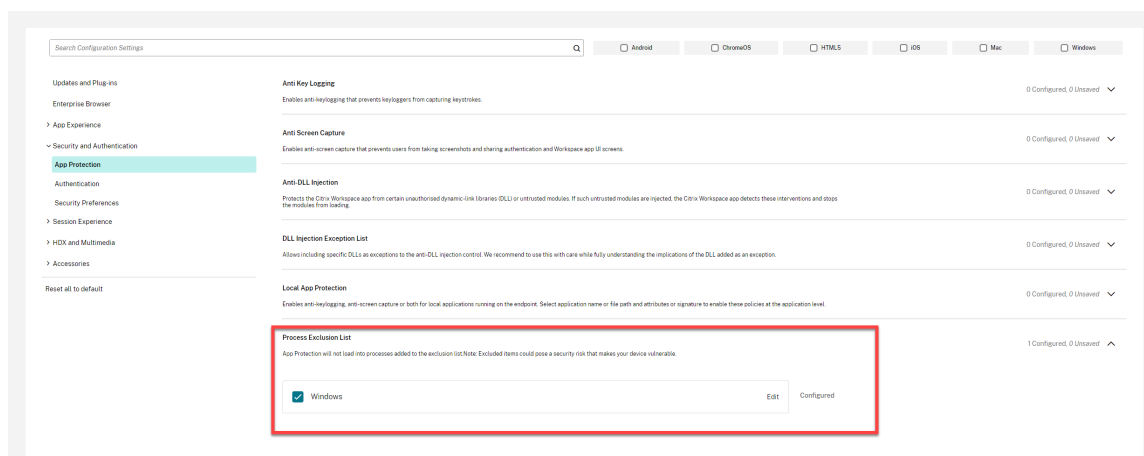 Search Configuration Settings
Android
ChromeOS
HTML5
iOS
Mac
Windows
Updates and Plug-ins
Enterprise Browser
App Experience
Security and Authentication
App Protection
Authentication
Security Preferences
Session Experience
HDX and Multimedia
Accessories
Reset all to default
Anti Key Logging
0 Configured, 0 Unsaved
Enables anti-keylogging that prevents keyloggers from capturing keystrokes.
Anti Screen Capture
0 Configured, 0 Unsaved
Enables anti-screen capture that prevents users from taking screenshots and sharing authentication and Workspace app UI screens.
Anti-DLL Injection
0 Configured, 0 Unsaved
Protects the Citrix Workspace app from certain unauthorised dynamic-link libraries (DLL) or untrusted modules. If such untrusted modules are injected, the Citrix Workspace app detects these interventions and stops
the modules from loading.
DLL Injection Exception List
0 Configured, 0 Unsaved
Allows including specific DLLs as exceptions to the anti-DLL injection control. We recommend to use this with care while fully understanding the implications of the DLL added as an exception.
Local App Protection
0 Configured, 0 Unsaved
Enables anti-keylogging, anti-screen capture or both for local applications running on the endpoint. Select application name or file path and attributes or signature to enable these policies at the application level.
Process Exclusion List
1 Configured, 0 Unsaved
App Protection will not load into processes added to the exclusion list.Note: Excluded items could pose a security risk that makes your device vulnerable.
Windows
Edit
Configured